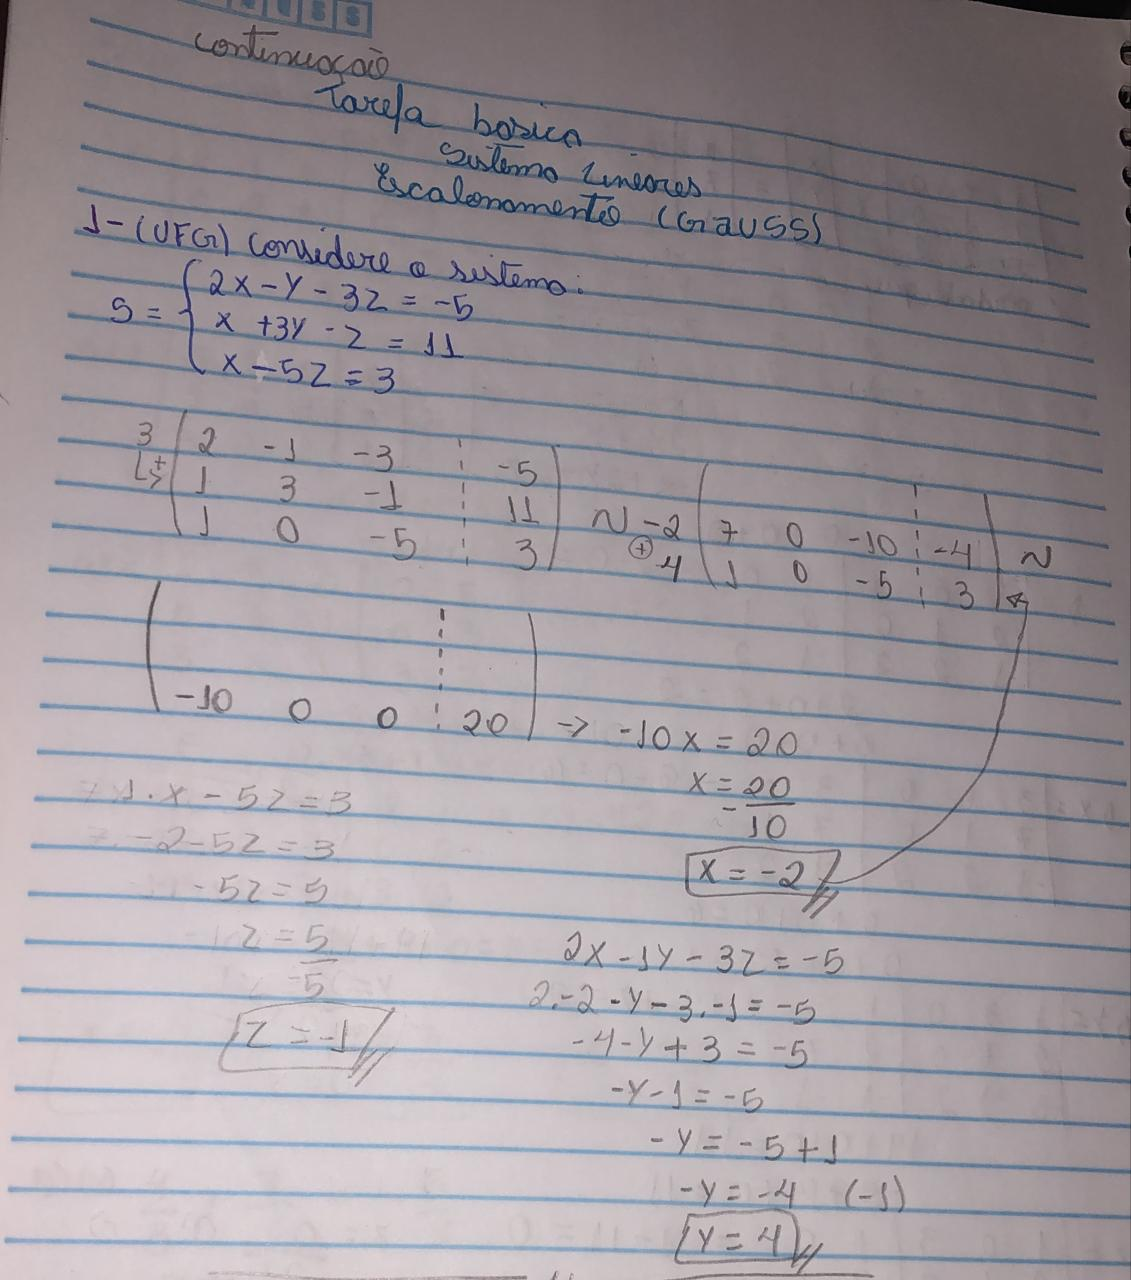 continuação
Tarefa básica
Sistema Lineares
Escalonamento (GAUSS)
1-(UFG) Considere o sistema:
S = { 2x - y - 3z = -5
x + 3y - z = 11
x - 5z = 3
3 2 -1 -3 -5
+ 1 3 -1 11
1 0 -5 3
~ -2 7 0 -10 -4 ~
+ 4 1 0 -5 3
-10 0 0 20 => -10x = 20
x = 20
- 10
x = -2
1.x - 5z = 3
-2 - 5z = 3
-5z = 5
z = 5
-5
z = -1
2x - 1y - 3z = -5
2.-2 - y - 3.-1 = -5
-4 - y + 3 = -5
-y - 1 = -5
-y = -5 + 1
-y = -4 (-1)
y = 4